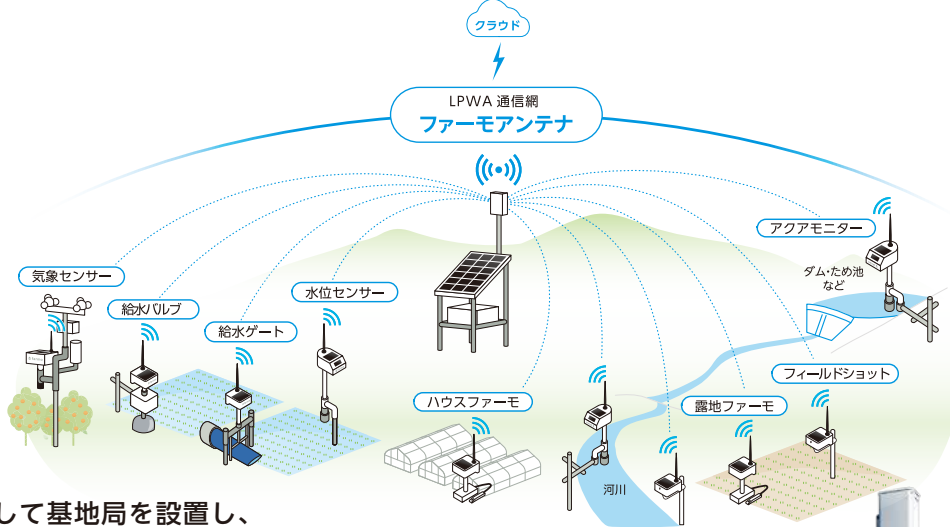 クラウド
LPWA 通信網
ファーモアンテナ
アクアモニター
気象センサー
ダム・ため池
など
水位センサー
給水バルブ
給水ゲート
フィールドショット
ハウスファーモ
露地ファーモ
河川
して基地局を設置し、